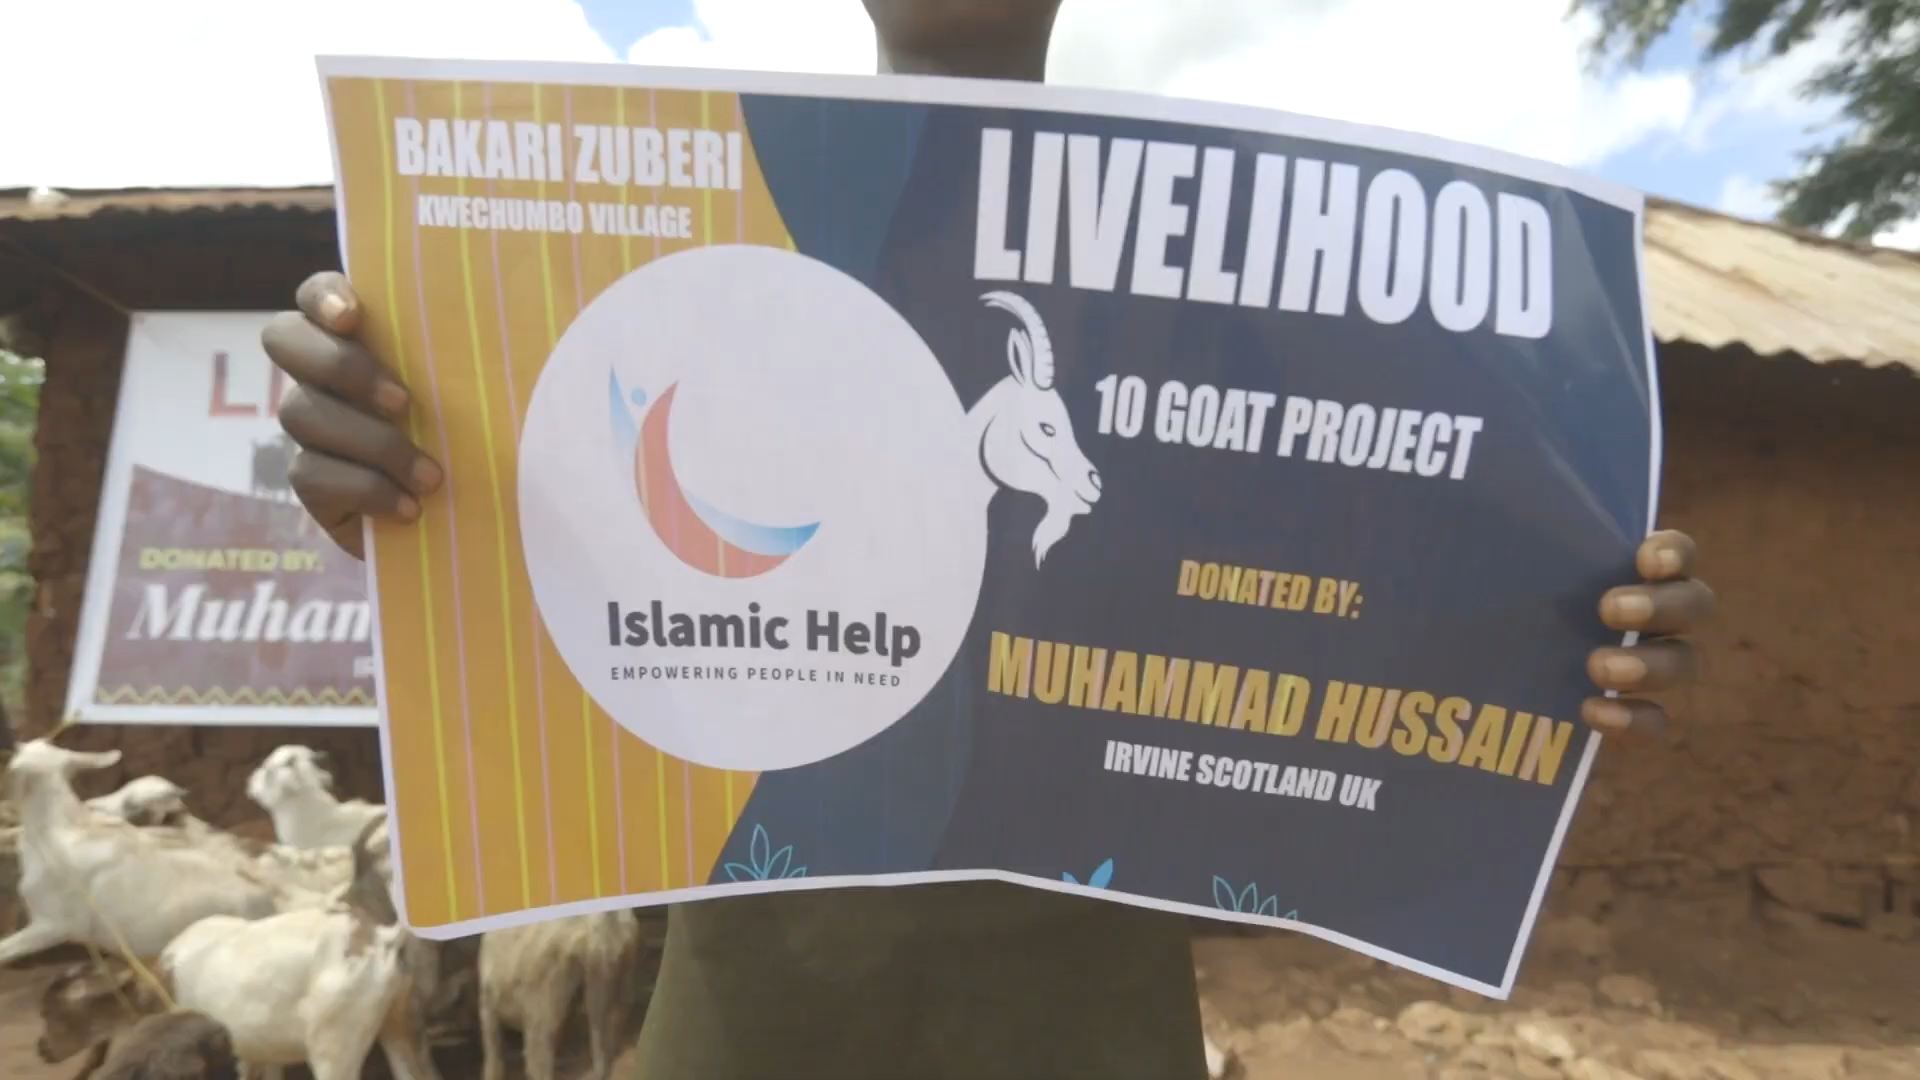 BAKARI ZUBERI
KWECHUMBO VILLAGE
LIVELIHOOD
10 GOAT PROJECT
Islamic Help
EMPOWERING PEOPLE IN NEED
DONATED BY:
MUHAMMAD HUSSAIN
IRVINE SCOTLAND UK
DONATED BY: